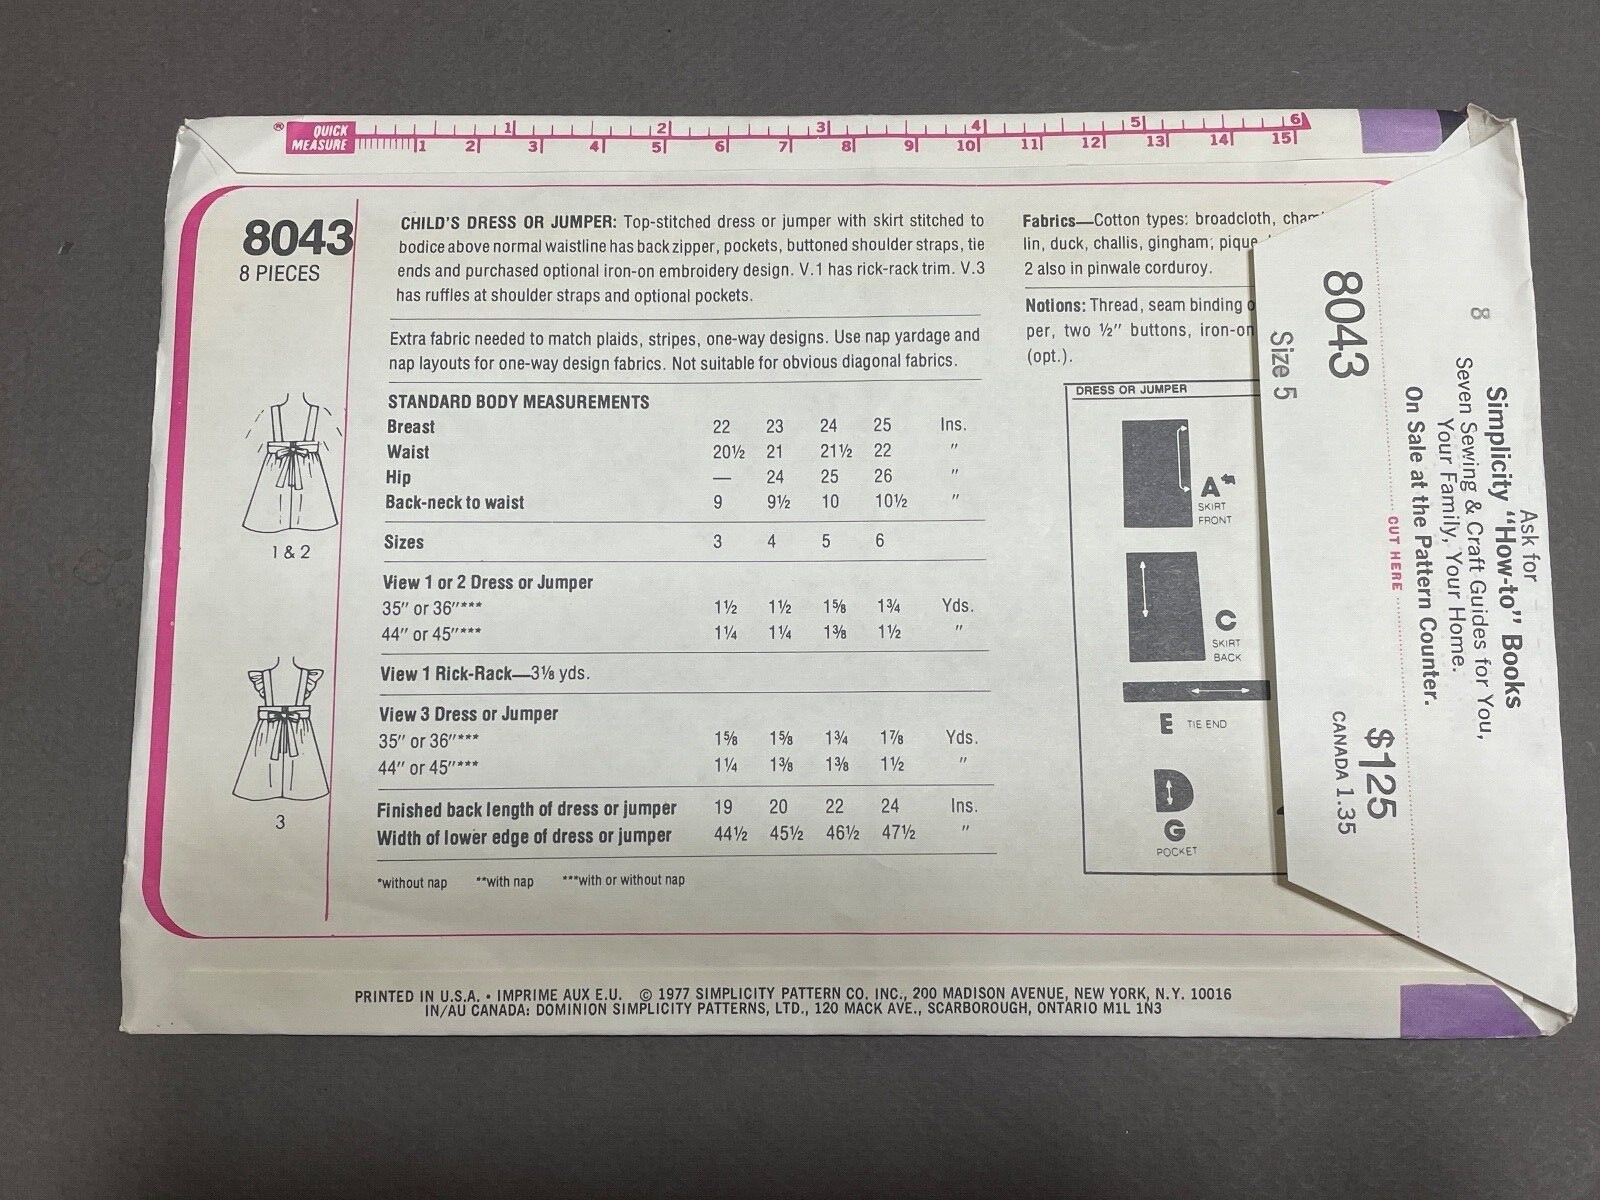 ® QUICK MEASURE
1 2 3 4 5 6
1 2 3 4 5 6 7 8 9 10 11 12 13 14 15
8043
8 PIECES
1 & 2
3
CHILD'S DRESS OR JUMPER: Top-stitched dress or jumper with skirt stitched to
bodice above normal waistline has back zipper, pockets, buttoned shoulder straps, tie
ends and purchased optional iron-on embroidery design. V.1 has rick-rack trim. V.3
has ruffles at shoulder straps and optional pockets.
Extra fabric needed to match plaids, stripes, one-way designs. Use nap yardage and
nap layouts for one-way design fabrics. Not suitable for obvious diagonal fabrics.
STANDARD BODY MEASUREMENTS
Breast 22 23 24 25 Ins.
Waist 20½ 21 21½ 22 "
Hip — 24 25 26 "
Back-neck to waist 9 9½ 10 10½ "
Sizes 3 4 5 6
View 1 or 2 Dress or Jumper
35" or 36"*** 1½ 1½ 1⅝ 1¾ Yds.
44" or 45"*** 1¼ 1¼ 1⅜ 1½ "
View 1 Rick-Rack—3⅛ yds.
View 3 Dress or Jumper
35" or 36"*** 1⅝ 1⅝ 1¾ 1⅞ Yds.
44" or 45"*** 1¼ 1⅜ 1⅜ 1½ "
Finished back length of dress or jumper 19 20 22 24 Ins.
Width of lower edge of dress or jumper 44½ 45½ 46½ 47½ "
*without nap **with nap ***with or without nap
Fabrics—Cotton types: broadcloth,
lin, duck, challis, gingham; pique
2 also in pinwale corduroy.
Notions: Thread, seam binding
per, two ½" buttons, iron-on
(opt.).
DRESS OR JUMPER
A
SKIRT
FRONT
C
SKIRT
BACK
E TIE END
G
POCKET
8
Ask for
Simplicity "How-to" Books
Seven Sewing & Craft Guides for You,
Your Family, Your Home.
On Sale at the Pattern Counter.
CUT HERE
8043
Size 5
$125
CANADA 1.35
PRINTED IN U.S.A. • IMPRIME AUX E.U. © 1977 SIMPLICITY PATTERN CO. INC., 200 MADISON AVENUE, NEW YORK, N.Y. 10016
IN/AU CANADA: DOMINION SIMPLICITY PATTERNS, LTD., 120 MACK AVE., SCARBOROUGH, ONTARIO M1L 1N3